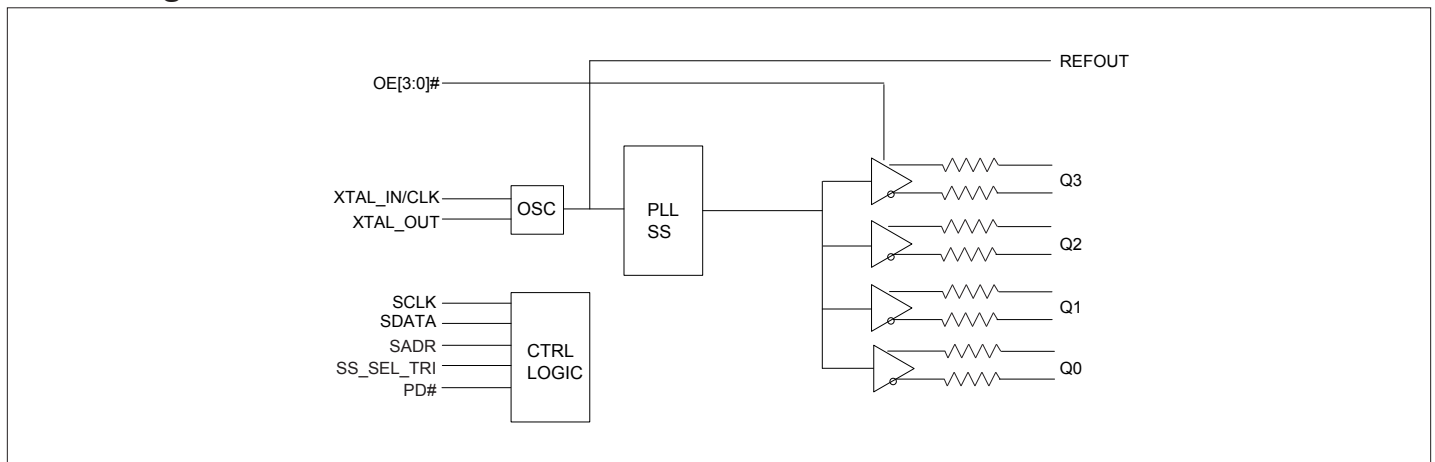 REFOUT
OE[3:0]#
Q3
XTAL_IN/CLK
OSC
PLL
SS
XTAL_OUT
Q2
SCLK
SDATA
SADR
SS_SEL_TRI
PD#
CTRL
LOGIC
Q1
Q0